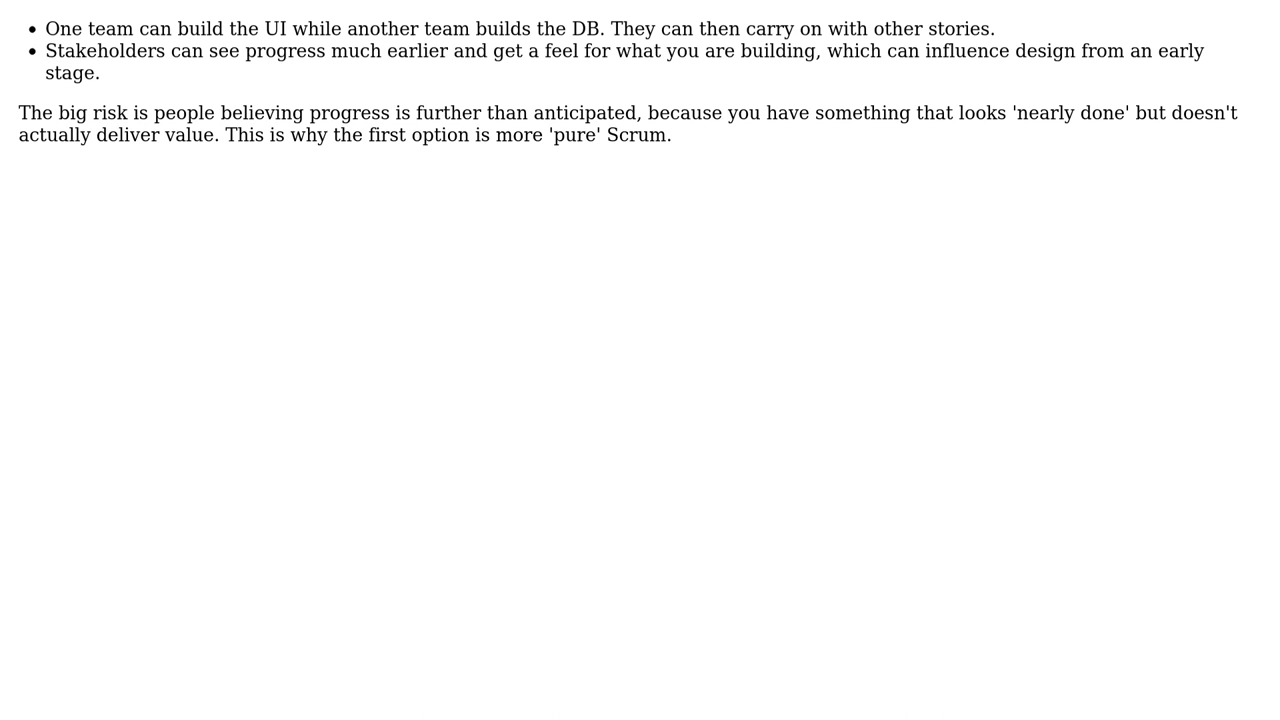 • One team can build the UI while another team builds the DB. They can then carry on with other stories.
• Stakeholders can see progress much earlier and get a feel for what you are building, which can influence design from an early
stage.
The big risk is people believing progress is further than anticipated, because you have something that looks 'nearly done' but doesn't
actually deliver value. This is why the first option is more 'pure' Scrum.